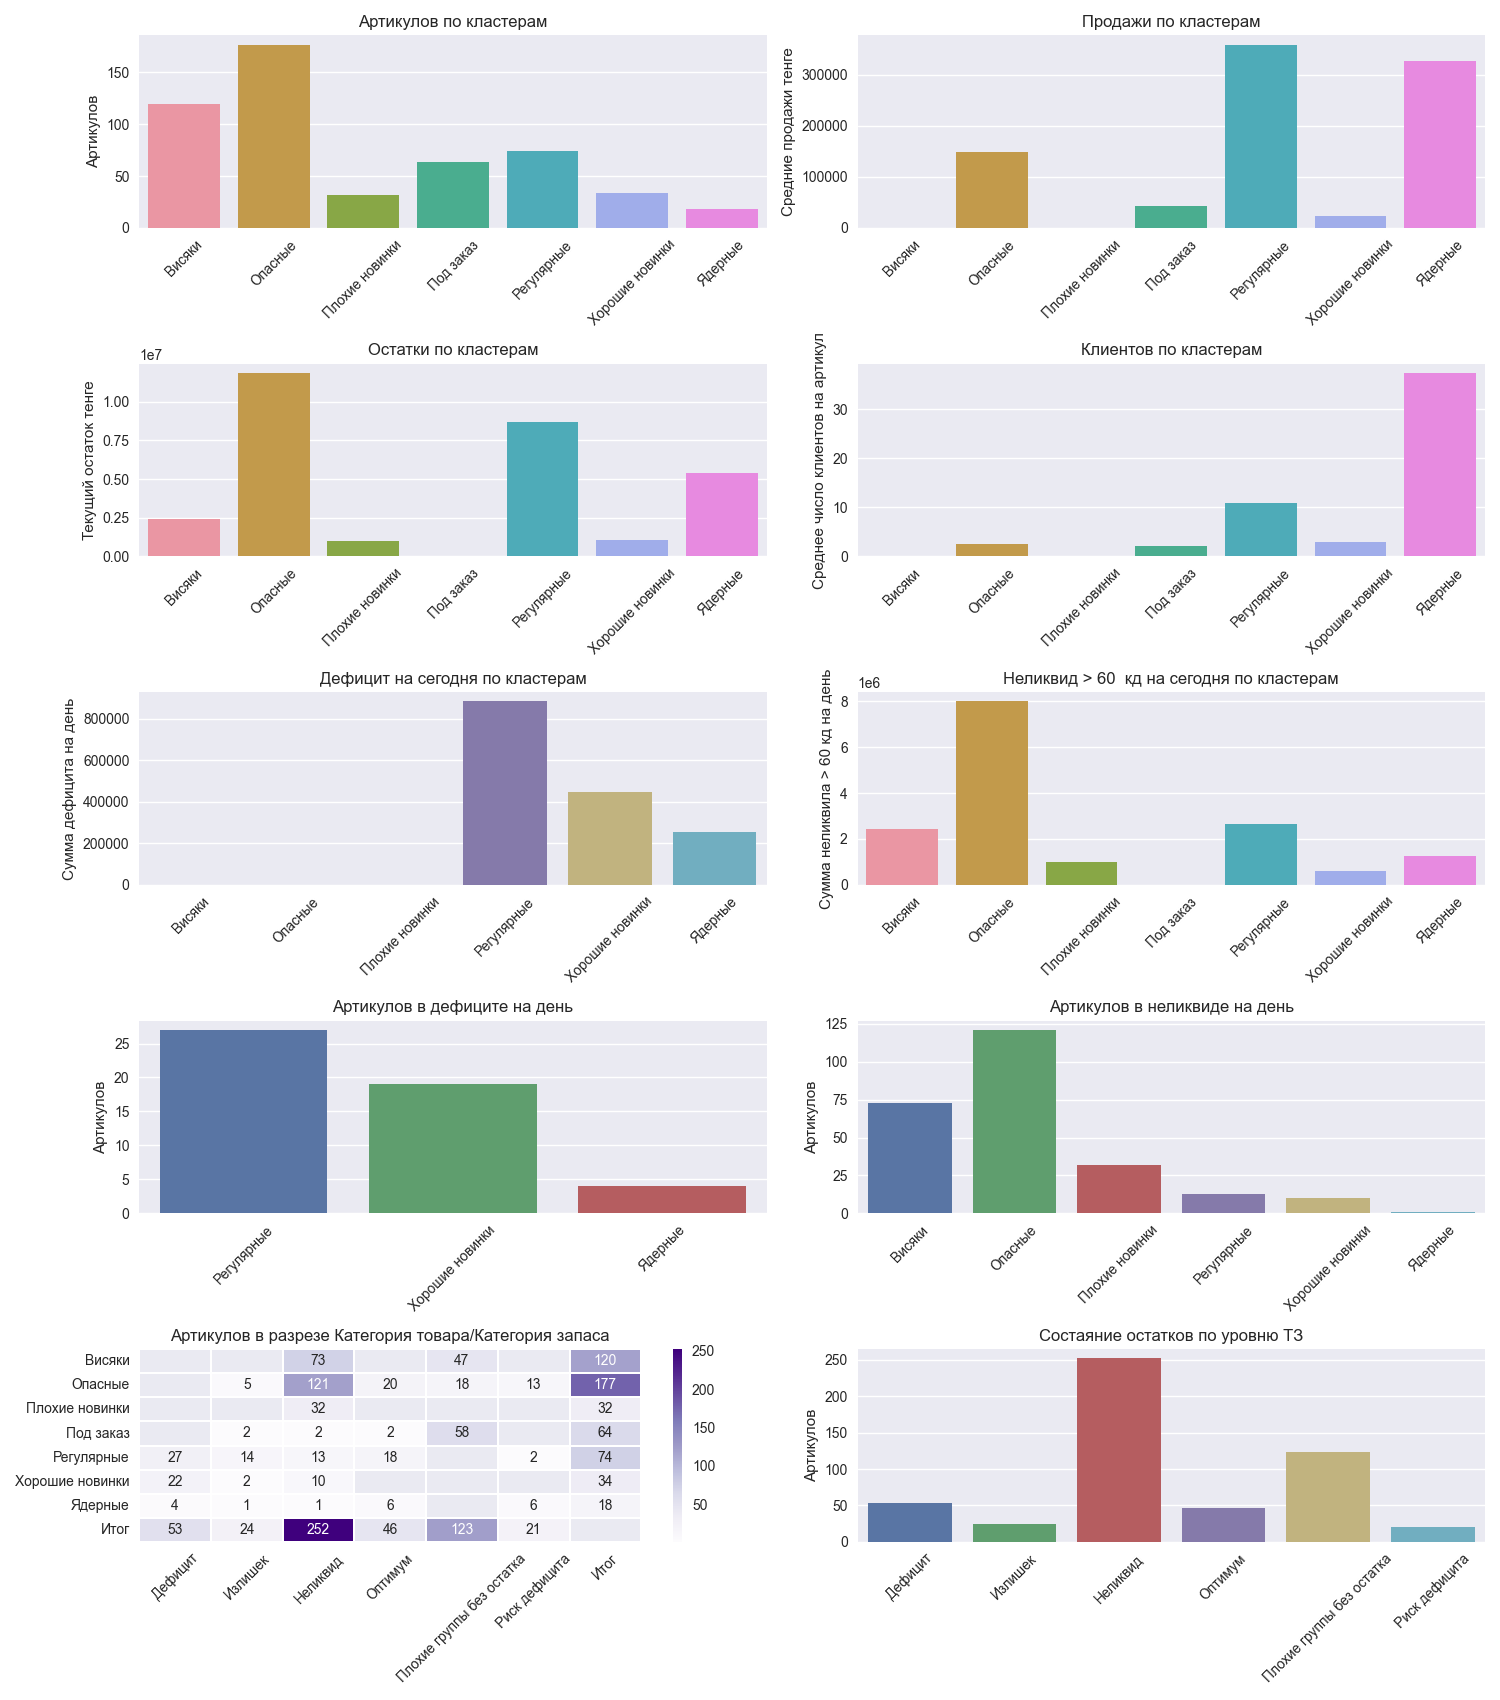 Артикулов по кластерам
Артикулов
150
100
50
0
Висяки
Опасные
Плохие новинки
Под заказ
Регулярные
Хорошие новинки
Ядерные
Продажи по кластерам
Средние продажи тенге
300000
200000
100000
0
Висяки
Опасные
Плохие новинки
Под заказ
Регулярные
Хорошие новинки
Ядерные
Остатки по кластерам
1e7
Текущий остаток тенге
1.00
0.75
0.50
0.25
0.00
Висяки
Опасные
Плохие новинки
Под заказ
Регулярные
Хорошие новинки
Ядерные
Клиентов по кластерам
Среднее число клиентов на артикул
30
20
10
0
Висяки
Опасные
Плохие новинки
Под заказ
Регулярные
Хорошие новинки
Ядерные
Дефицит на сегодня по кластерам
Сумма дефицита на день
800000
600000
400000
200000
0
Висяки
Опасные
Плохие новинки
Регулярные
Хорошие новинки
Ядерные
Неликвид > 60  кд на сегодня по кластерам
1e6
Сумма неликвила > 60 кд на день
8
6
4
2
0
Висяки
Опасные
Плохие новинки
Под заказ
Регулярные
Хорошие новинки
Ядерные
Артикулов в дефиците на день
Артикулов
25
20
15
10
5
0
Регулярные
Хорошие новинки
Ядерные
Артикулов в неликвиде на день
Артикулов
125
100
75
50
25
0
Висяки
Опасные
Плохие новинки
Регулярные
Хорошие новинки
Ядерные
Артикулов в разрезе Категория товара/Категория запаса
Висяки 73 47 120
Опасные 5 121 20 18 13 177
Плохие новинки 32 32
Под заказ 2 2 2 58 64
Регулярные 27 14 13 18 2 74
Хорошие новинки 22 2 10 34
Ядерные 4 1 1 6 6 18
Итог 53 24 252 46 123 21
Дефицит
Излишек
Неликвид
Оптимум
Плохие группы без остатка
Риск дефицита
Итог
250
200
150
100
50
Состаяние остатков по уровню ТЗ
Артикулов
250
200
150
100
50
0
Дефицит
Излишек
Неликвид
Оптимум
Плохие группы без остатка
Риск дефицита